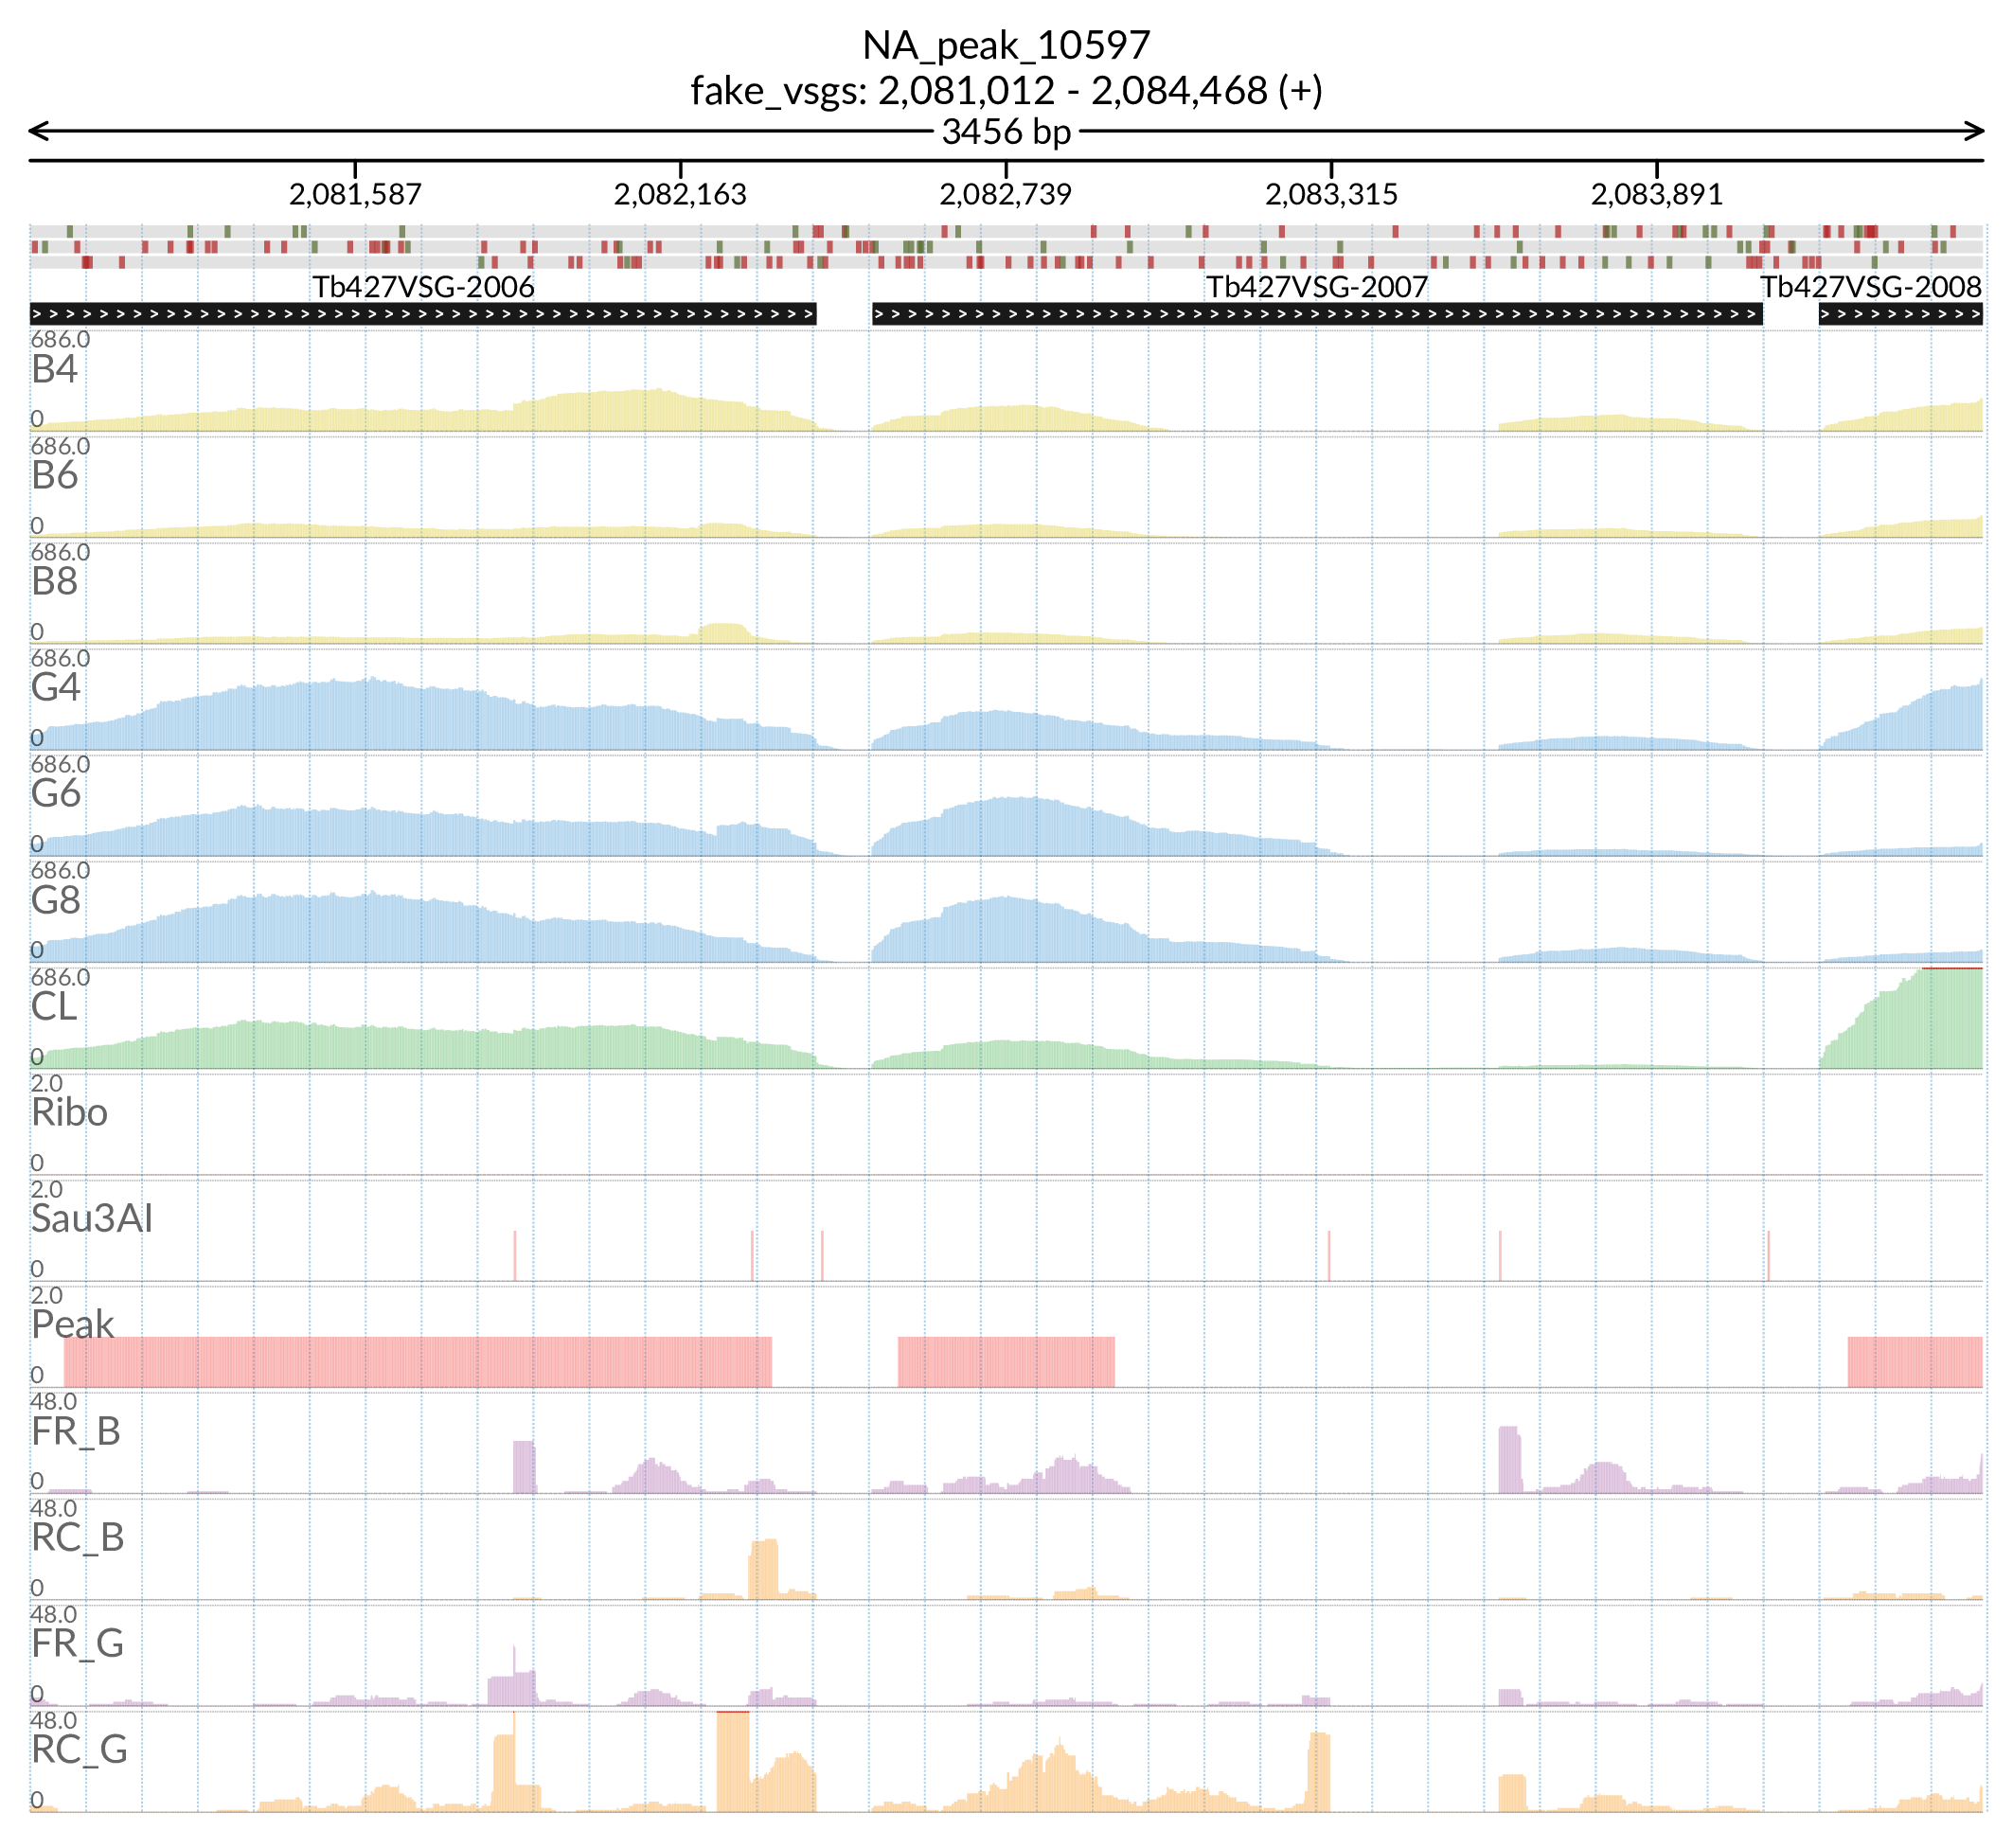 NA_peak_10597
fake_vsgs: 2,081,012 - 2,084,468 (+)
3456 bp
2,081,587 2,082,163 2,082,739 2,083,315 2,083,891
Tb427VSG-2006 Tb427VSG-2007 Tb427VSG-2008
686.0
B4
0
686.0
B6
0
686.0
B8
0
686.0
G4
0
686.0
G6
0
686.0
G8
0
686.0
CL
0
2.0
Ribo
0
2.0
Sau3AI
0
2.0
Peak
0
48.0
FR_B
0
48.0
RC_B
0
48.0
FR_G
0
48.0
RC_G
0